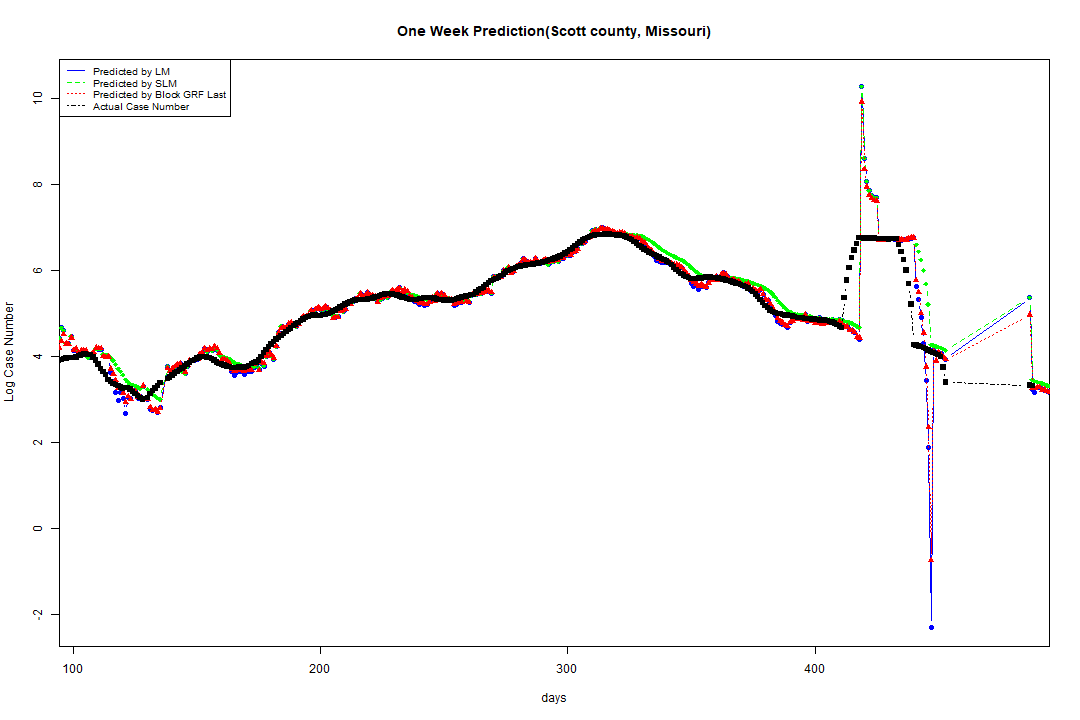 One Week Prediction(Scott county, Missouri)
Predicted by LM
Predicted by SLM
Predicted by Block GRF Last
Actual Case Number
10
8
6
4
2
0
-2
Log Case Number
100 200 300 400
days